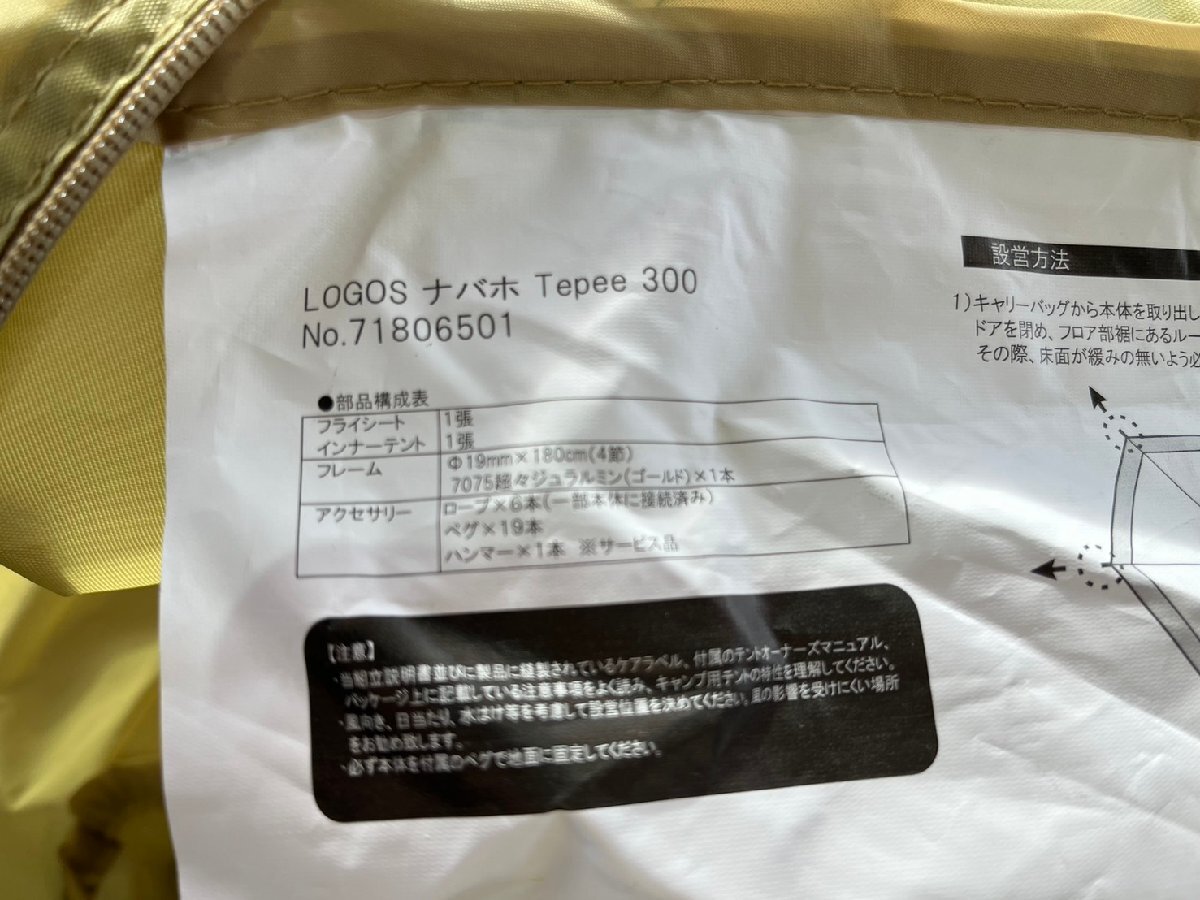 LOGOS ナバホ Tepee 300
No.71806501
●部品構成表
フライシート 1張
インナーテント 1張
フレーム Φ19mm×180cm(4節)
7075超々ジュラルミン(ゴールド)×1本
アクセサリー ロープ×6本(一部本体に接続済み)
ペグ×19本
ハンマー×1本 ※サービス品
【注意】
・当組立説明書並びに製品に縫製されているケアラベル、付属のテントオーナーズマニュアル、
パッケージ上に記載している注意事項をよく読み、キャンプ用テントの特性を理解してください。
・風向き、日当たり、水はけ等を考慮して設営位置を決めてください。風の影響を受けにくい場所
をお勧め致します。
・必ず本体を付属のペグで地面に固定してください。
設営方法
1)キャリーバッグから本体を取り出し
ドアを閉め、フロア部裾にあるルー
その際、床面が緩みの無いよう必